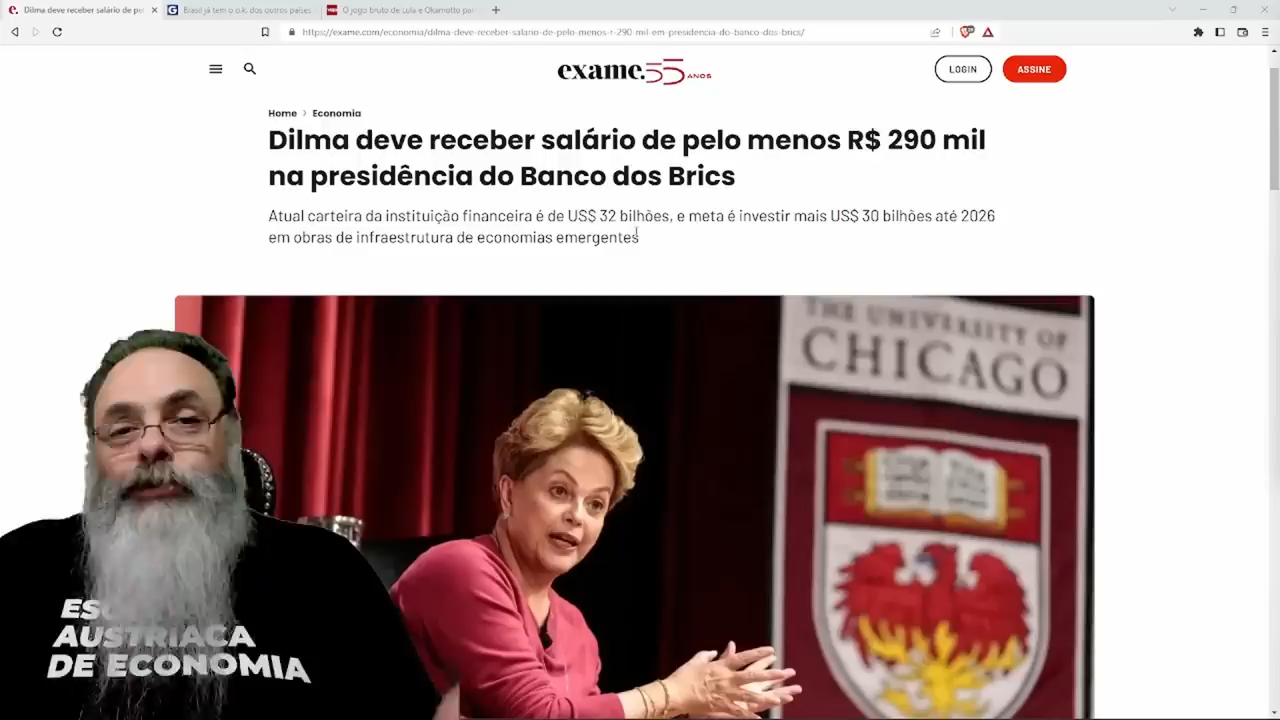 Dilma deve receber salário de pel
Brasil já tem o o.k. dos outros países
O jogo bruto de Lula e Okamotto par
https://exame.com/economia/dilma-deve-receber-salario-de-pelo-menos-r-290-mil-em-presidencia-do-banco-dos-brics/
exame.55 ANOS
LOGIN
ASSINE
Home > Economia
Dilma deve receber salário de pelo menos R$ 290 mil
na presidência do Banco dos Brics
Atual carteira da instituição financeira é de US$ 32 bilhões, e meta é investir mais US$ 30 bilhões até 2026
em obras de infraestrutura de economias emergentes
THE UNIVERSITY OF
CHICAGO
ES
AUSTRIACA
DE ECONOMIA